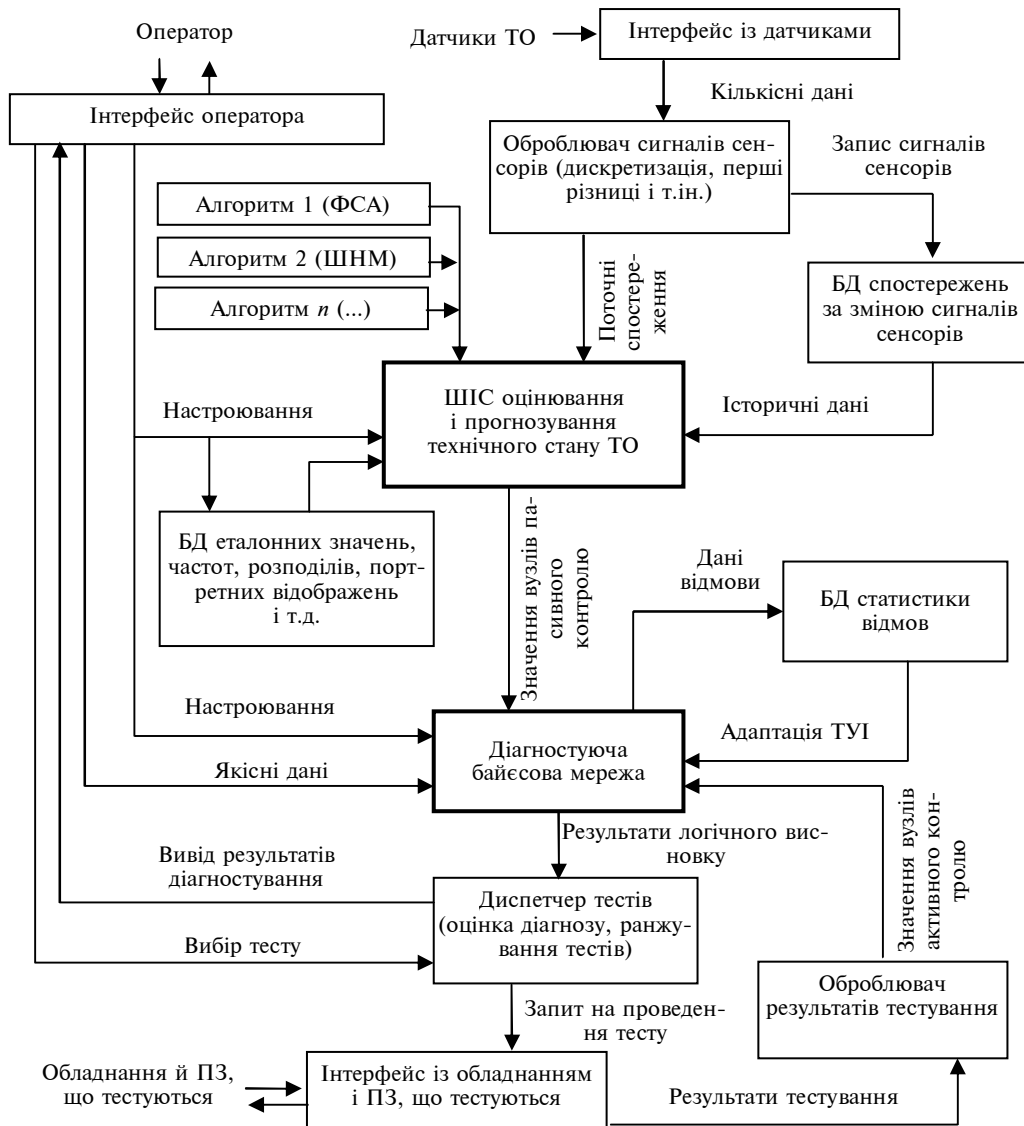 Оператор
Датчики ТО
Інтерфейс із датчиками
Інтерфейс оператора
Кількісні дані
Оброблювач сигналів сен-
сорів (дискретизація, перші
різниці і т.ін.)
Запис сигналів
сенсорів
Алгоритм 1 (ФСА)
Алгоритм 2 (ШНМ)
Алгоритм n (...)
Поточні
спостере-
ження
БД спостережень
за зміною сигналів
сенсорів
ШІС оцінювання
і прогнозування
технічного стану ТО
Настроювання
Історичні дані
БД еталонних значень,
частот, розподілів, порт-
ретних відображень
і т.д.
Значення вузлів па-
сивного
контролю
Дані
відмови
БД статистики
відмов
Настроювання
Діагностуюча
байєсова мережа
Адаптація ТУІ
Якісні дані
Результати логічного вис-
новку
Значення вузлів
активного кон-
тролю
Вивід результатів
діагностування
Диспетчер тестів
(оцінка діагнозу, ранжу-
вання тестів)
Вибір тесту
Оброблювач
результатів тестування
Запит на проведен-
ня тесту
Обладнання й ПЗ,
що тестуються
Інтерфейс із обладнанням
і ПЗ, що тестуються
Результати тестування